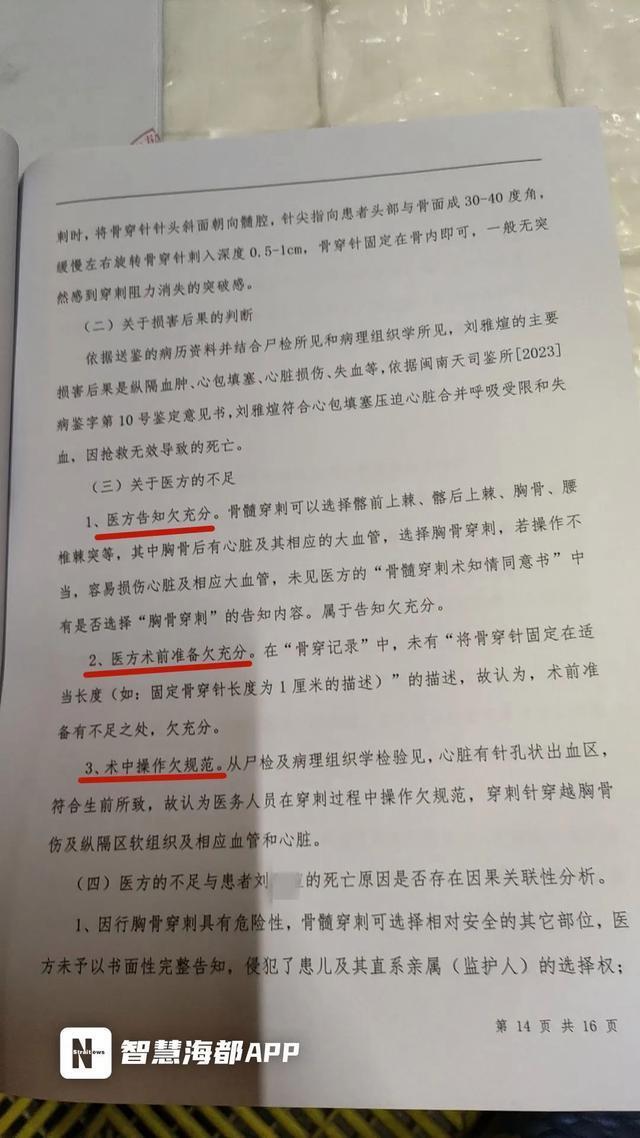 刺时，将骨穿针针头斜面朝向髓腔，针尖指向患者头部与骨面成 30-40 度角，
缓慢左右旋转骨穿针刺入深度 0.5-1cm，骨穿针固定在骨内即可，一般无突
然感到穿刺阻力消失的突破感。
（二）关于损害后果的判断
依据送鉴的病历资料并结合尸检所见和病理组织学所见，刘雅煊的主要
损害后果是纵隔血肿、心包填塞、心脏损伤、失血等，依据闽南天司鉴所[2023]
病鉴字第 10 号鉴定意见书，刘雅煊符合心包填塞压迫心脏合并呼吸受限和失
血，因抢救无效导致的死亡。
（三）关于医方的不足
1、医方告知欠充分。骨髓穿刺可以选择髂前上棘、髂后上棘、胸骨、腰
椎棘突等，其中胸骨后有心脏及其相应的大血管，选择胸骨穿刺，若操作不
当，容易损伤心脏及相应大血管，未见医方的“骨髓穿刺术知情同意书”中
有是否选择“胸骨穿刺”的告知内容。属于告知欠充分。
2、医方术前准备欠充分。在“骨穿记录”中，未有“将骨穿针固定在适
当长度（如：固定骨穿针长度为 1 厘米的描述）”的描述，故认为，术前准
备有不足之处，欠充分。
3、术中操作欠规范。从尸检及病理组织学检验见，心脏有针孔状出血区，
符合生前所致，故认为医务人员在穿刺过程中操作欠规范，穿刺针穿越胸骨
伤及纵隔区软组织及相应血管和心脏。
（四）医方的不足与患者刘 的死亡原因是否存在因果关联性分析。
1、因行胸骨穿刺具有危险性，骨髓穿刺可选择相对安全的其它部位，医
方未予以书面性完整告知，侵犯了患儿及其直系亲属（监护人）的选择权；
第 14 页 共 16 页
N
Straitnews
智慧海都APP